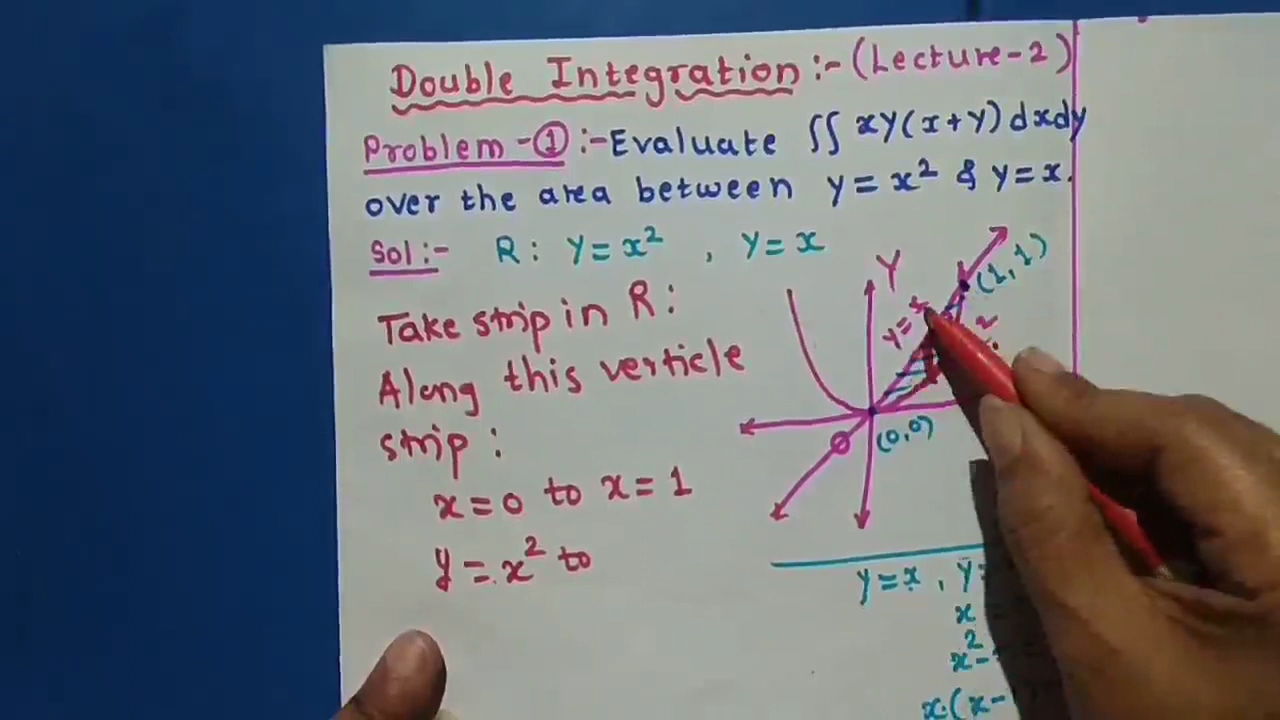 Double Integration :- (Lecture-2)
Problem-① :- Evaluate ∬ xy(x+y) dxdy
over the area between y = x² & y = x.
Sol :- R : y = x² , y = x
Take strip in R :
Along this verticle
strip :
x = 0 to x = 1
y = x² to
Y
(1, 1)
y = x
2
(0,0)
y = x , y =
x
x² -
x(x-